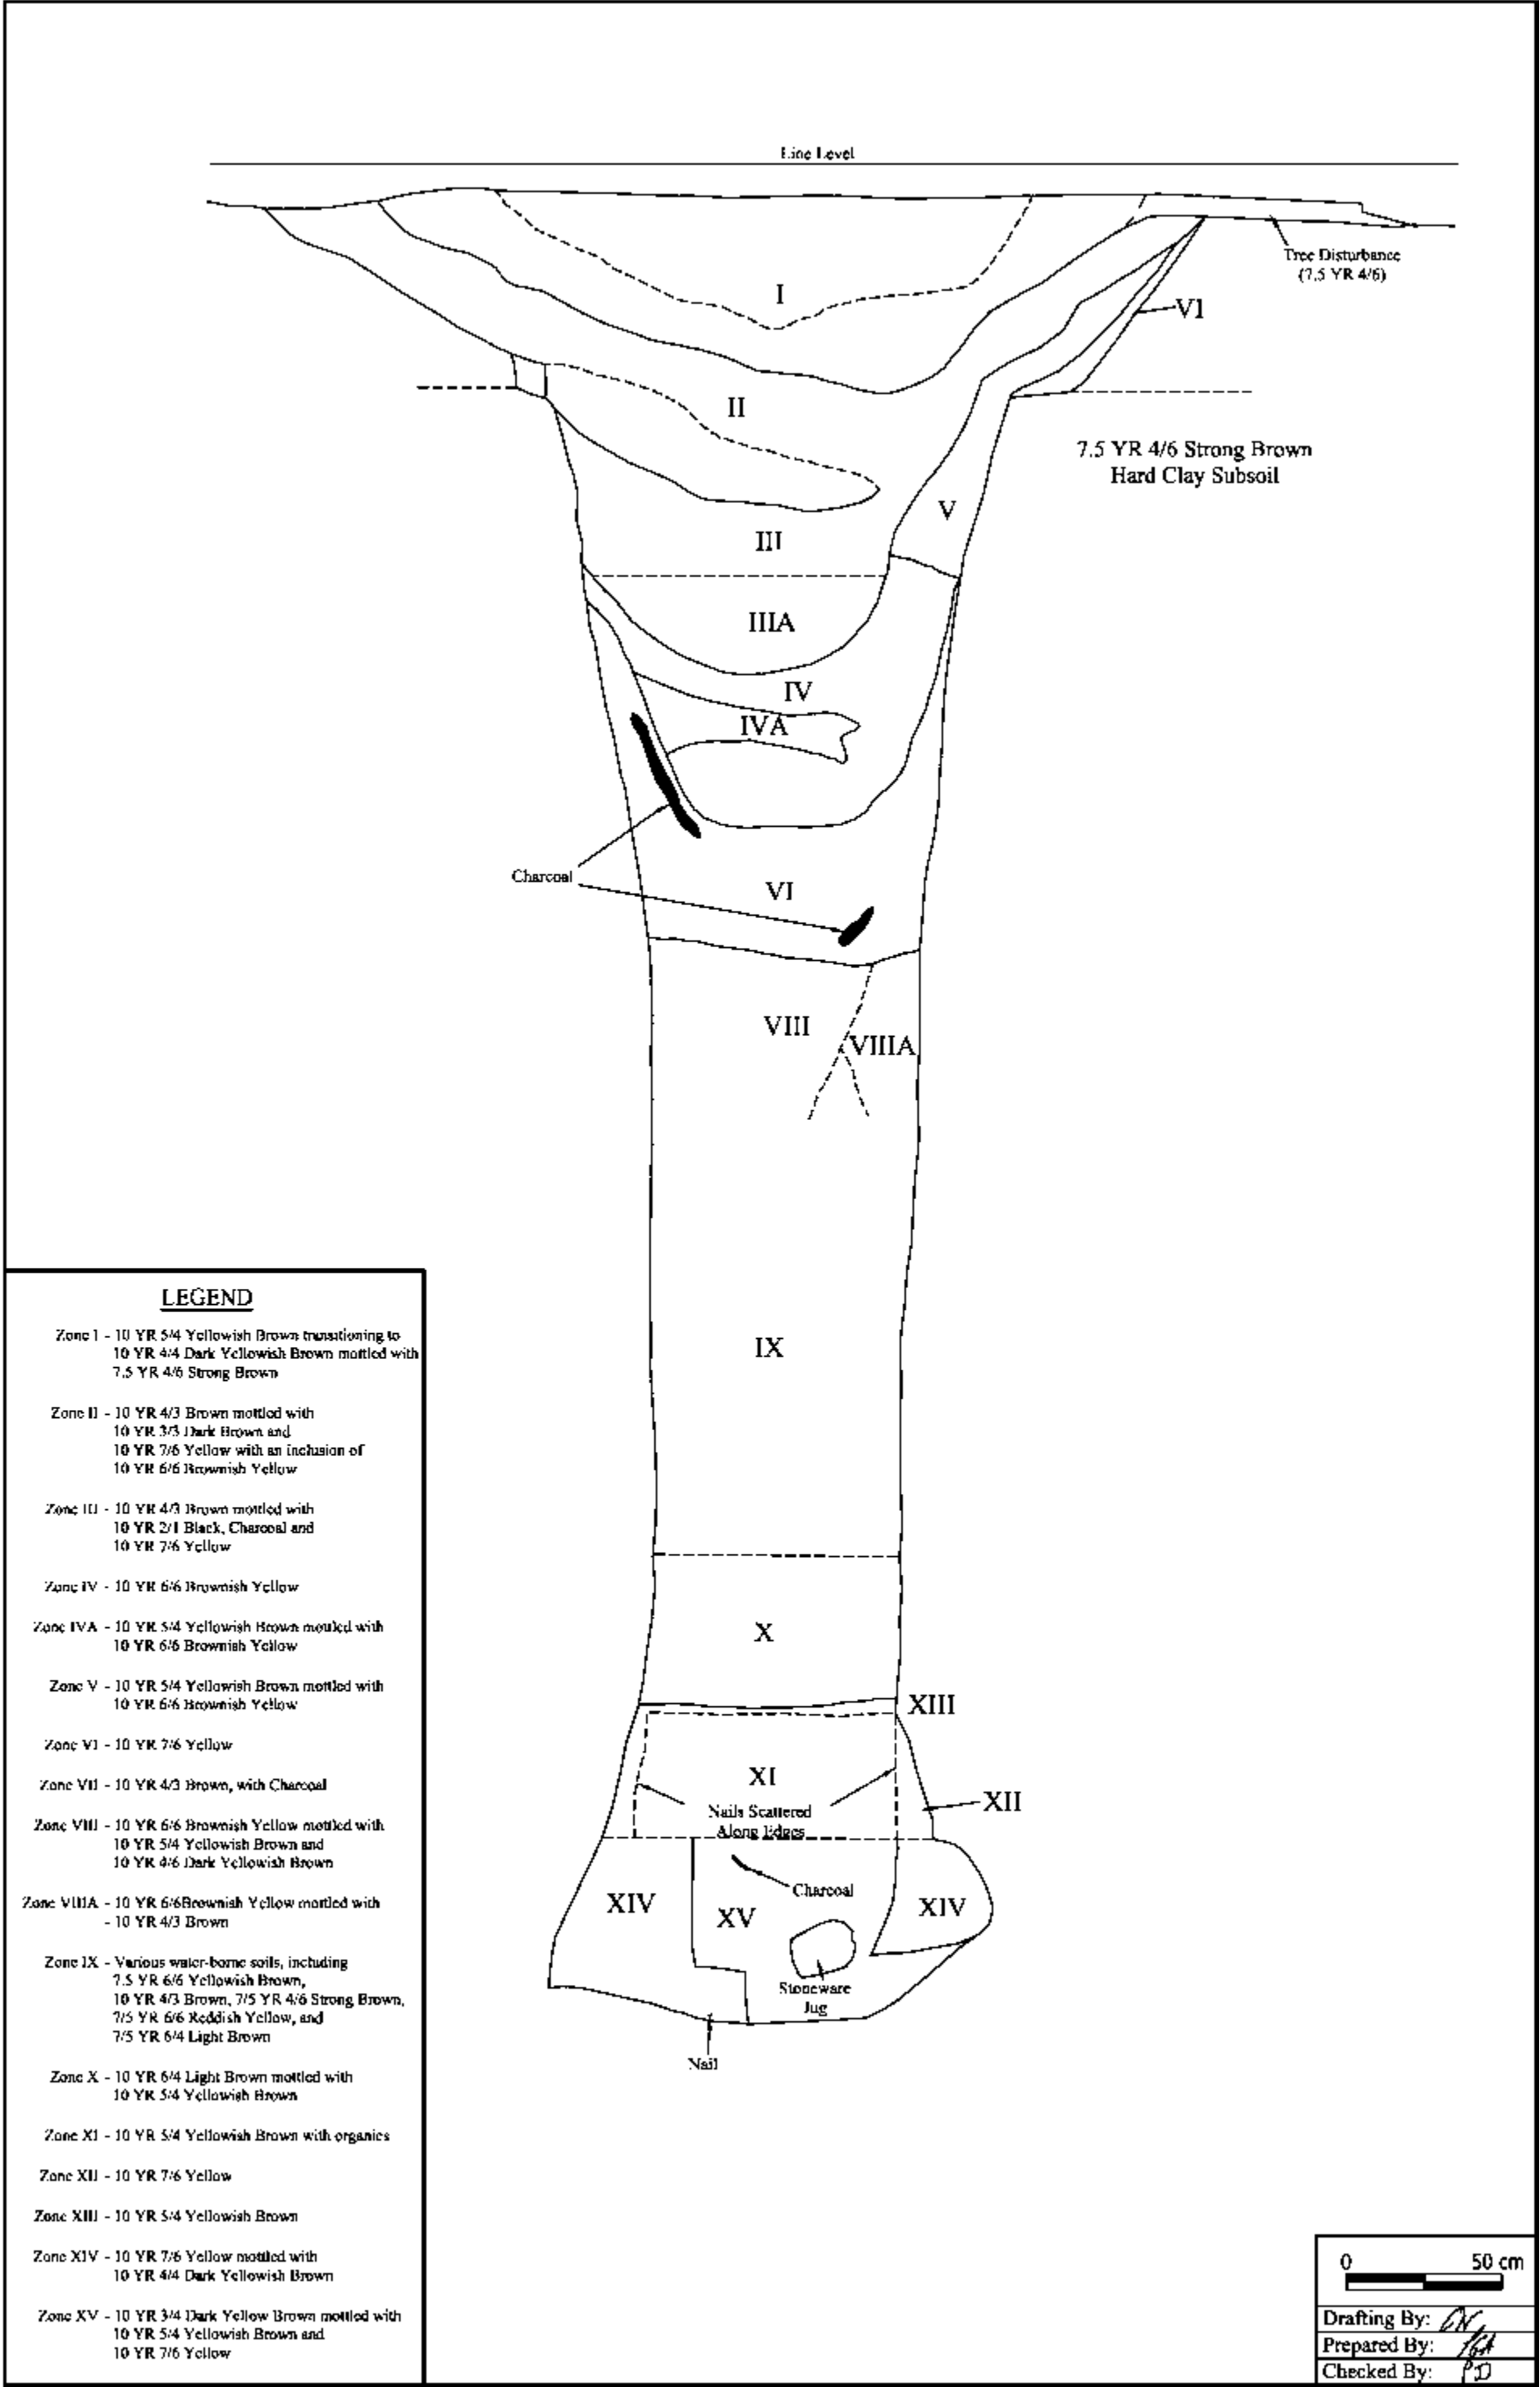 Line Level
Tree Disturbance
(7.5 YR 4/6)
I
VI
II
7.5 YR 4/6 Strong Brown
Hard Clay Subsoil
V
III
IIIA
IV
IVA
Charcoal
VI
VIII
VIIIA
IX
X
XIII
XI
XII
Nails Scattered
Along Edges
XIV
XV
Charcoal
XIV
Stoneware
Jug
Nail
LEGEND
Zone I - 10 YR 5/4 Yellowish Brown transitioning to
10 YR 4/4 Dark Yellowish Brown mottled with
7.5 YR 4/6 Strong Brown
Zone II - 10 YR 4/3 Brown mottled with
10 YR 3/3 Dark Brown and
10 YR 7/6 Yellow with an inclusion of
10 YR 6/6 Brownish Yellow
Zone III - 10 YR 4/3 Brown mottled with
10 YR 2/1 Black, Charcoal and
10 YR 7/6 Yellow
Zone IV - 10 YR 6/6 Brownish Yellow
Zone IVA - 10 YR 5/4 Yellowish Brown mottled with
10 YR 6/6 Brownish Yellow
Zone V - 10 YR 5/4 Yellowish Brown mottled with
10 YR 6/6 Brownish Yellow
Zone VI - 10 YR 7/6 Yellow
Zone VII - 10 YR 4/3 Brown, with Charcoal
Zone VIII - 10 YR 6/6 Brownish Yellow mottled with
10 YR 5/4 Yellowish Brown and
10 YR 4/6 Dark Yellowish Brown
Zone VIIIA - 10 YR 6/6Brownish Yellow mottled with
- 10 YR 4/3 Brown
Zone IX - Various water-borne soils, including
7.5 YR 6/6 Yellowish Brown,
10 YR 4/3 Brown, 7/5 YR 4/6 Strong Brown,
7/5 YR 6/6 Reddish Yellow, and
7/5 YR 6/4 Light Brown
Zone X - 10 YR 6/4 Light Brown mottled with
10 YR 5/4 Yellowish Brown
Zone XI - 10 YR 5/4 Yellowish Brown with organics
Zone XII - 10 YR 7/6 Yellow
Zone XIII - 10 YR 5/4 Yellowish Brown
Zone XIV - 10 YR 7/6 Yellow mottled with
10 YR 4/4 Dark Yellowish Brown
Zone XV - 10 YR 3/4 Dark Yellow Brown mottled with
10 YR 5/4 Yellowish Brown and
10 YR 7/6 Yellow
0 50 cm
Drafting By:
Prepared By:
Checked By: PD